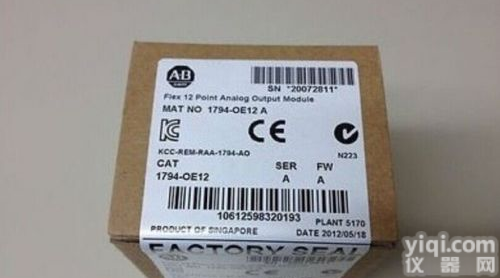 A-B
SN "20072811"
Flex 12 Point Analog Output Module
MAT NO 1794-OE12 A
CE
N223
KCC-REM-RAA-1794-AO
CAT SER FW
1794-OE12 A A
10612598320193
PLANT 5170
PRODUCT OF SINGAPORE DATE 2012/05/18
FACTORY SEAL
yiqi.com
仪器网